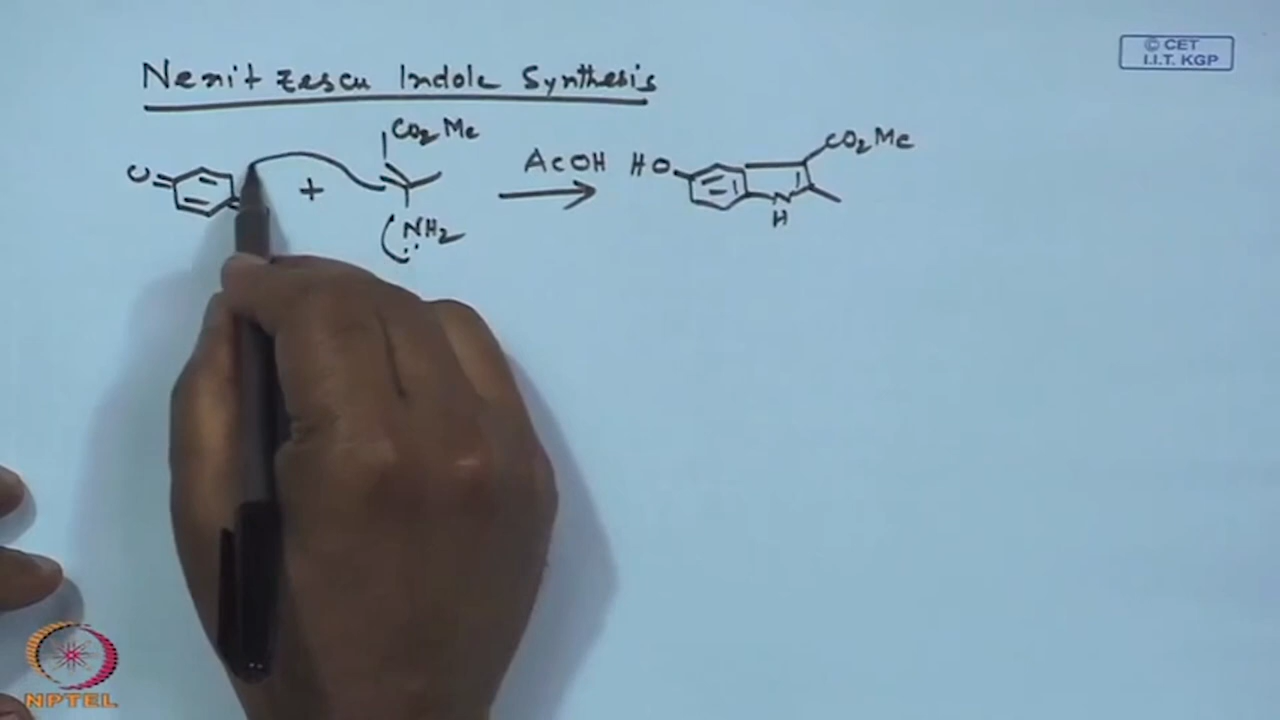 © CET
I.I.T. KGP
Nenitzescu Indole Synthesis
CO2Me
O
+
NH2
AcOH
HO
CO2Me
N
H
NPTEL